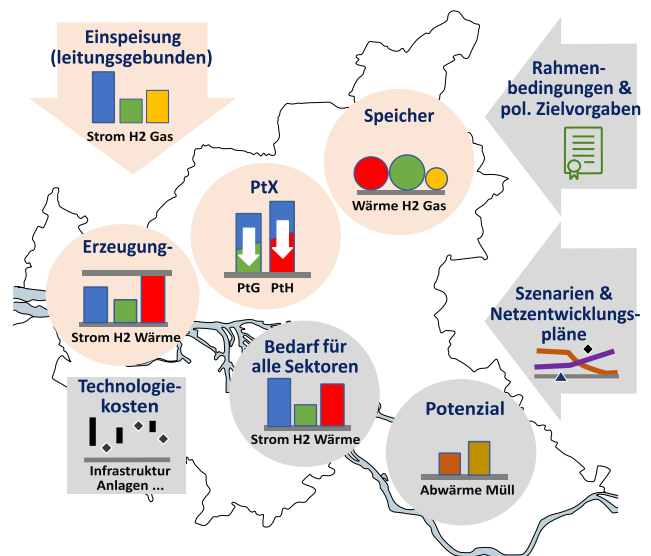 Einspeisung
(leitungsgebunden)
Strom H2 Gas
Rahmen-
bedingungen &
pol. Zielvorgaben
Speicher
Wärme H2 Gas
PtX
PtG PtH
Erzeugung-
Strom H2 Wärme
Szenarien &
Netzentwicklungs-
pläne
Bedarf für
alle Sektoren
Strom H2 Wärme
Technologie-
kosten
Infrastruktur
Anlagen ...
Potenzial
Abwärme Müll